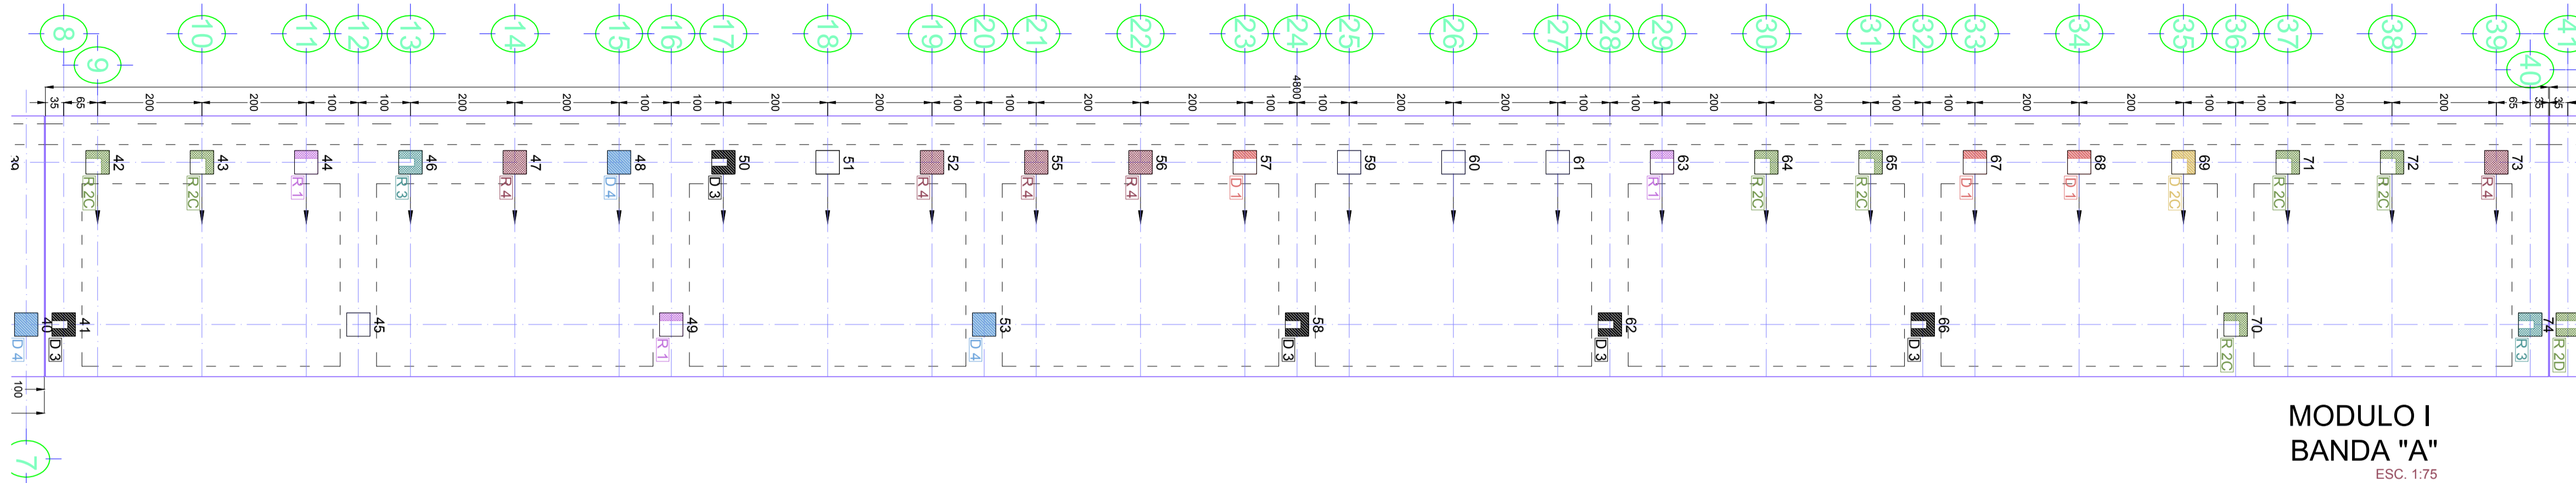 8 9 10 11 12 13 14 15 16 17 18 19 20 21 22 23 24 25 26 27 28 29 30 31 32 33 34 35 36 37 38 39 40 41
4800
35 65 200 200 100 100 200 200 100 100 200 200 100 100 200 200 100 100 200 200 100 100 200 200 100 100 200 200 100 100 200 200 65 35 35
39 42 43 44 46 47 48 50 51 52 55 56 57 59 60 61 63 64 65 67 68 69 71 72 73
R 2C R 2C R 1 R 3 R 4 D 4 D 3 R 4 R 4 R 4 D 1 R 1 R 2C R 2C D 1 D 1 D 2C R 2C R 2C R 4
40 41 45 49 53 58 62 66 70 74
D 4 D 3 R 1 D 4 D 3 D 3 D 3 R 2C R 3 R 2D
100
7
MODULO I
BANDA "A"
ESC. 1:75